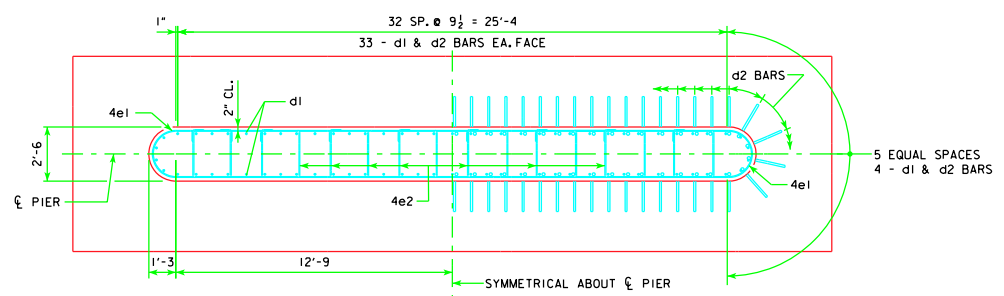 1" 32 SP. @ 9½ = 25'-4
33 - d1 & d2 BARS EA. FACE
d2 BARS
2" CL.
d1
4e1
2'-6
5 EQUAL SPACES
4 - d1 & d2 BARS
4e1
4e2
℄ PIER
1'-3 12'-9
SYMMETRICAL ABOUT ℄ PIER